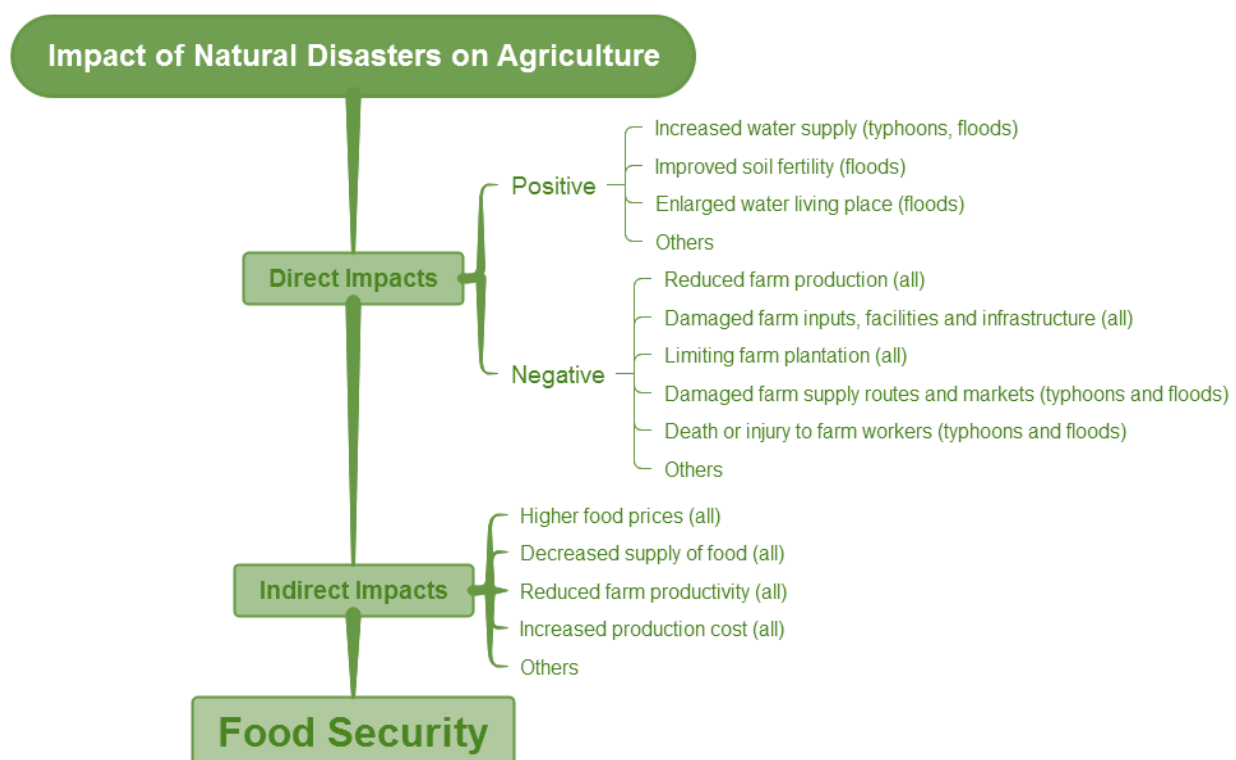 Impact of Natural Disasters on Agriculture
Direct Impacts
Positive
Increased water supply (typhoons, floods)
Improved soil fertility (floods)
Enlarged water living place (floods)
Others
Negative
Reduced farm production (all)
Damaged farm inputs, facilities and infrastructure (all)
Limiting farm plantation (all)
Damaged farm supply routes and markets (typhoons and floods)
Death or injury to farm workers (typhoons and floods)
Others
Indirect Impacts
Higher food prices (all)
Decreased supply of food (all)
Reduced farm productivity (all)
Increased production cost (all)
Others
Food Security